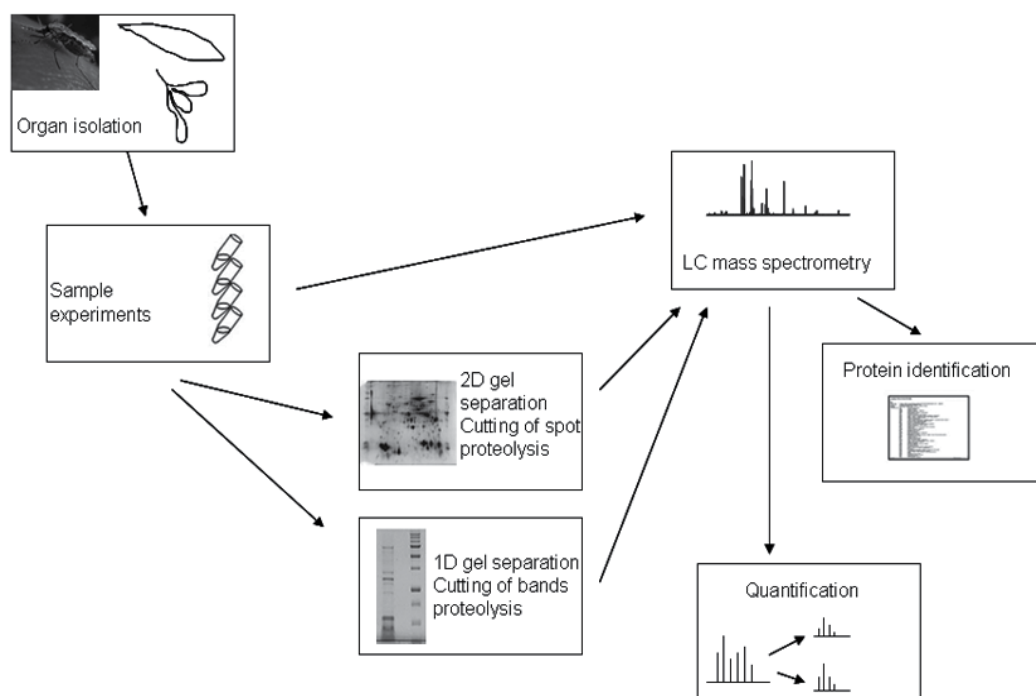 Organ isolation
Sample
experiments
LC mass spectrometry
2D gel
separation
Cutting of spot
proteolysis
Protein identification
1D gel separation
Cutting of bands
proteolysis
Quantification